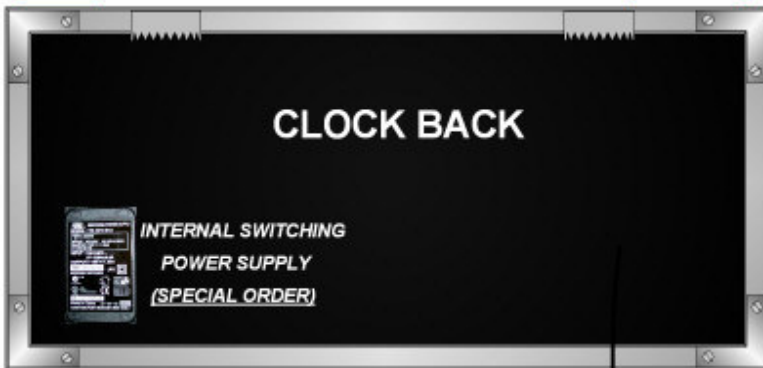 CLOCK BACK
INTERNAL SWITCHING
POWER SUPPLY
(SPECIAL ORDER)